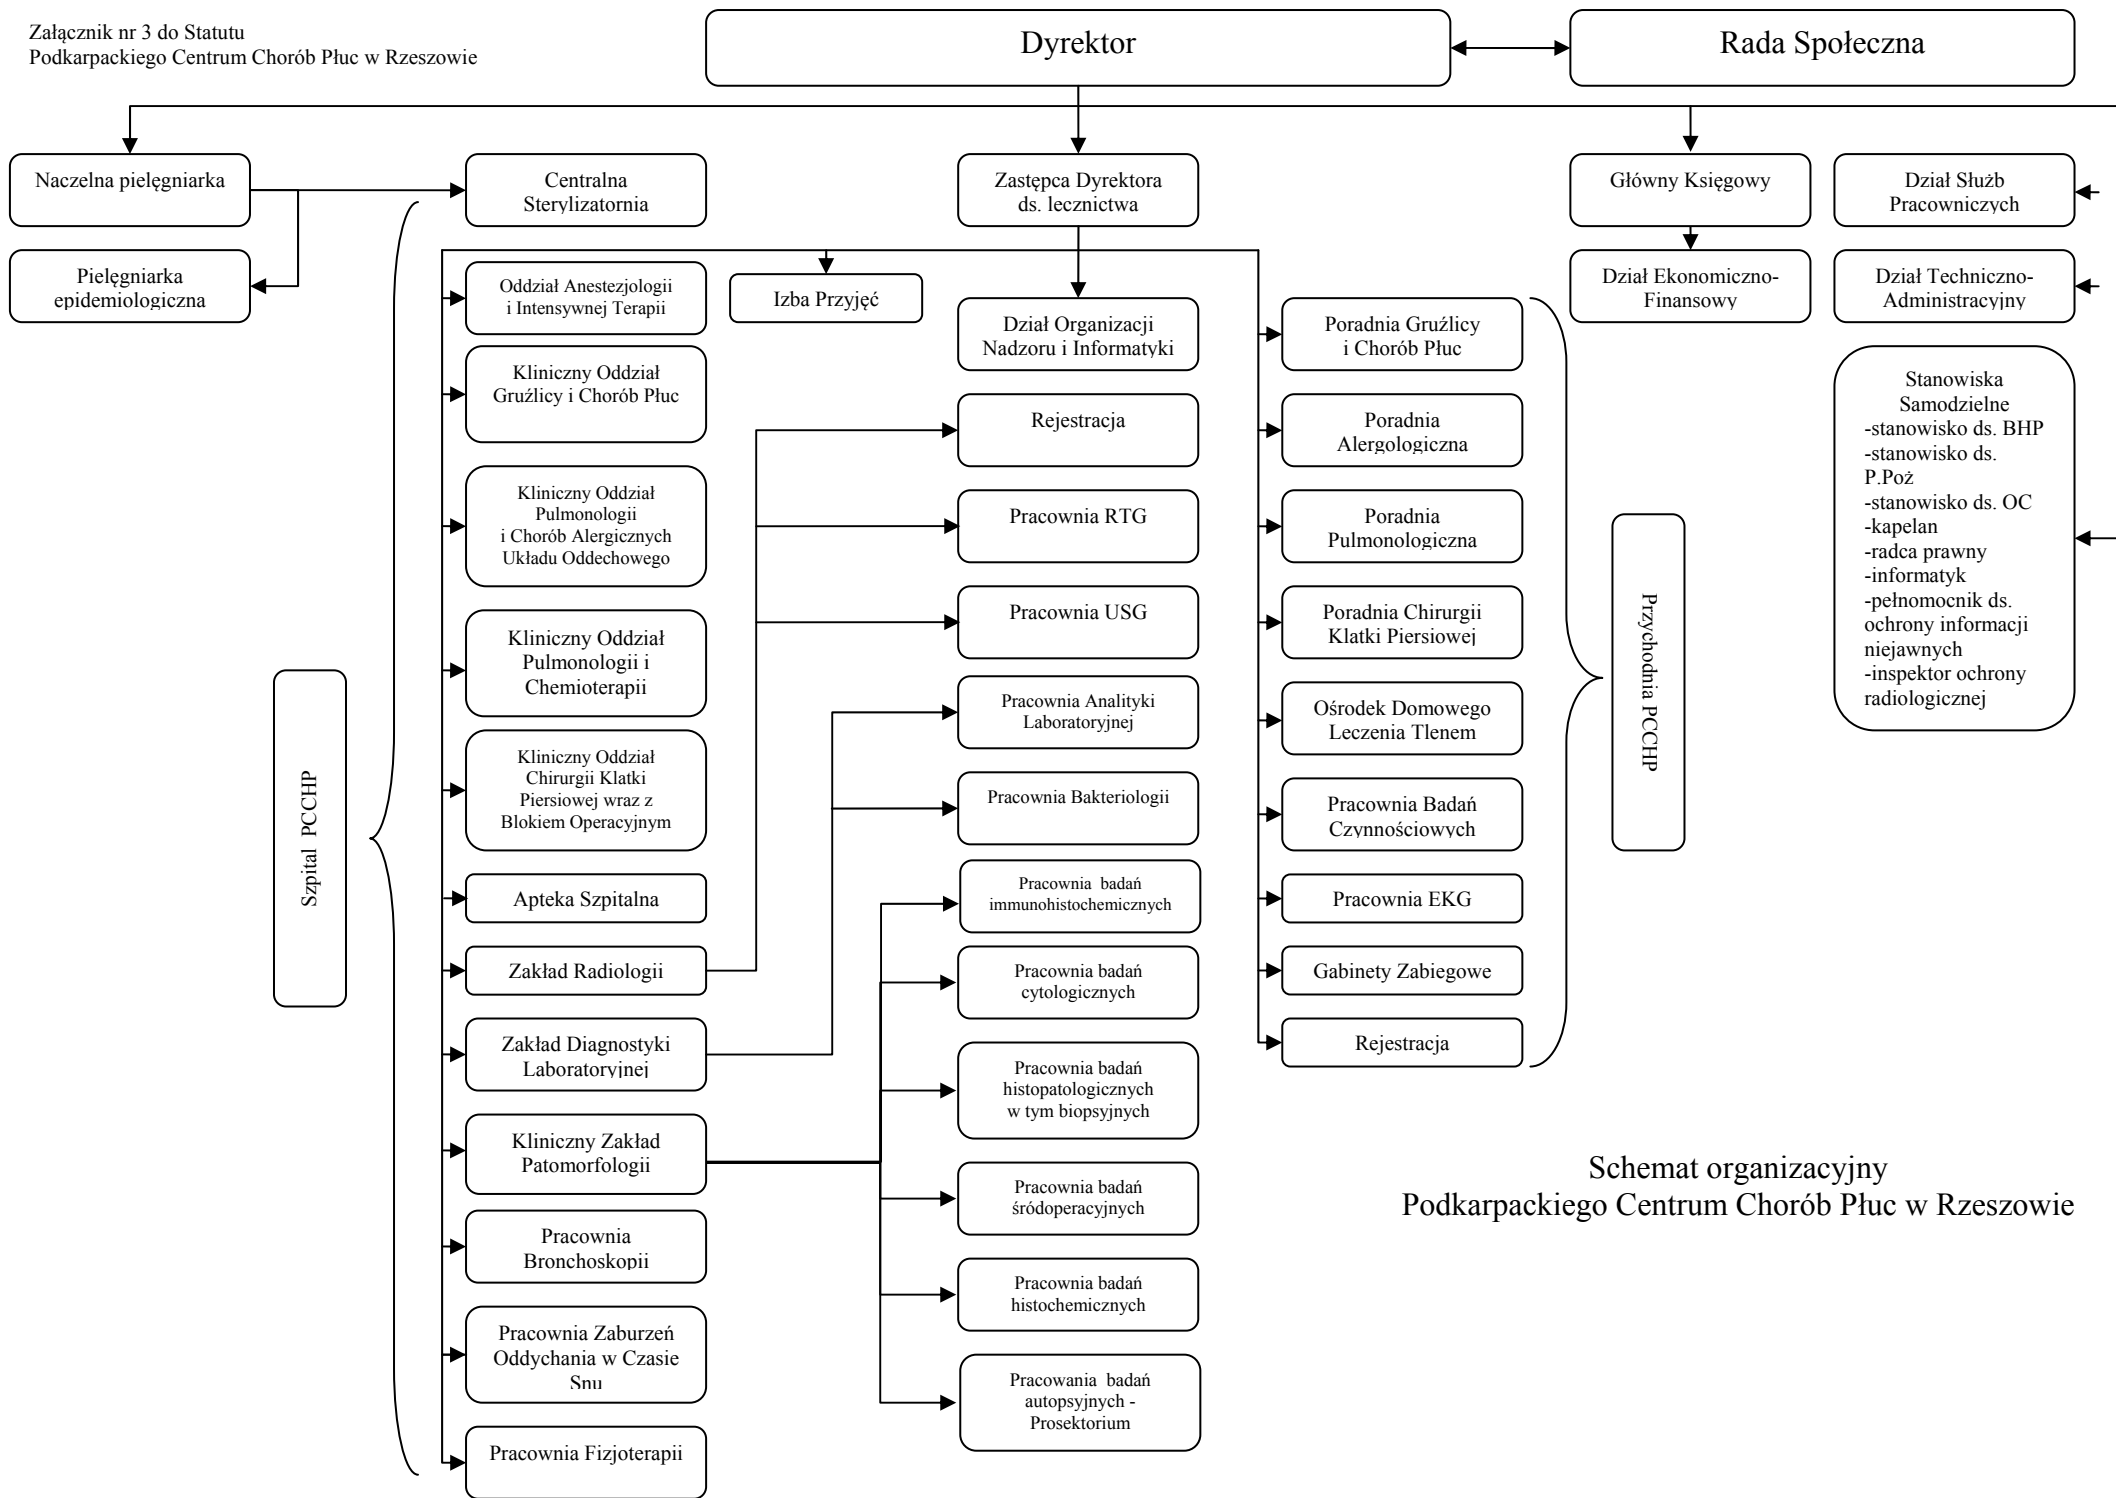 Załącznik nr 3 do Statutu
Podkarpackiego Centrum Chorób Płuc w Rzeszowie
Dyrektor
Rada Społeczna
Naczelna pielęgniarka
Centralna
Sterylizatornia
Zastępca Dyrektora
ds. lecznictwa
Główny Księgowy
Dział Służb
Pracowniczych
Pielęgniarka
epidemiologiczna
Dział Ekonomiczno-
Finansowy
Dział Techniczno-
Administracyjny
Szpital PCCHP
Oddział Anestezjologii
i Intensywnej Terapii
Kliniczny Oddział
Gruźlicy i Chorób Płuc
Kliniczny Oddział
Pulmonologii
i Chorób Alergicznych
Układu Oddechowego
Kliniczny Oddział
Pulmonologii i
Chemioterapii
Kliniczny Oddział
Chirurgii Klatki
Piersiowej wraz z
Blokiem Operacyjnym
Apteka Szpitalna
Zakład Radiologii
Zakład Diagnostyki
Laboratoryjnej
Kliniczny Zakład
Patomorfologii
Pracownia
Bronchoskopii
Pracownia Zaburzeń
Oddychania w Czasie
Snu
Pracownia Fizjoterapii
Izba Przyjęć
Dział Organizacji
Nadzoru i Informatyki
Rejestracja
Pracownia RTG
Pracownia USG
Pracownia Analityki
Laboratoryjnej
Pracownia Bakteriologii
Pracownia badań
immunohistochemicznych
Pracownia badań
cytologicznych
Pracownia badań
histopatologicznych
w tym biopsyjnych
Pracownia badań
śródoperacyjnych
Pracownia badań
histochemicznych
Pracowania badań
autopsyjnych -
Prosektorium
Poradnia Gruźlicy
i Chorób Płuc
Poradnia
Alergologiczna
Poradnia
Pulmonologiczna
Poradnia Chirurgii
Klatki Piersiowej
Ośrodek Domowego
Leczenia Tlenem
Pracownia Badań
Czynnościowych
Pracownia EKG
Gabinety Zabiegowe
Rejestracja
Przychodnia PCCHP
Stanowiska
Samodzielne
-stanowisko ds. BHP
-stanowisko ds.
P.Poż
-stanowisko ds. OC
-kapelan
-radca prawny
-informatyk
-pełnomocnik ds.
ochrony informacji
niejawnych
-inspektor ochrony
radiologicznej
Schemat organizacyjny
Podkarpackiego Centrum Chorób Płuc w Rzeszowie